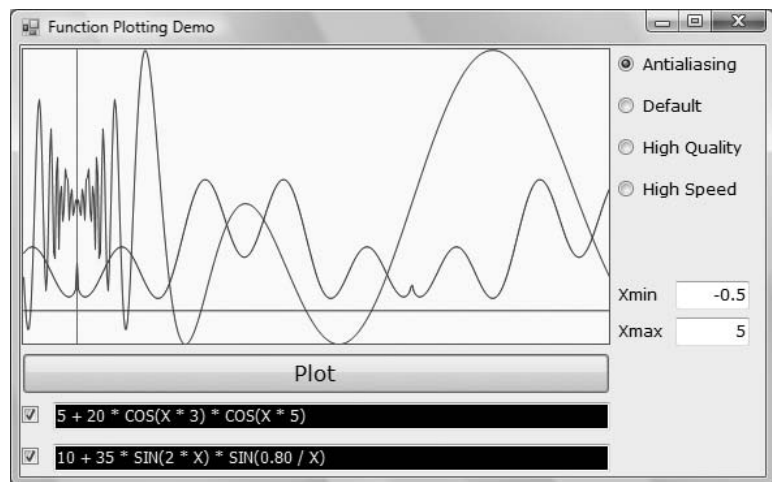 Function Plotting Demo
Antialiasing
Default
High Quality
High Speed
Xmin -0.5
Xmax 5
Plot
5 + 20 * COS(X * 3) * COS(X * 5)
10 + 35 * SIN(2 * X) * SIN(0.80 / X)